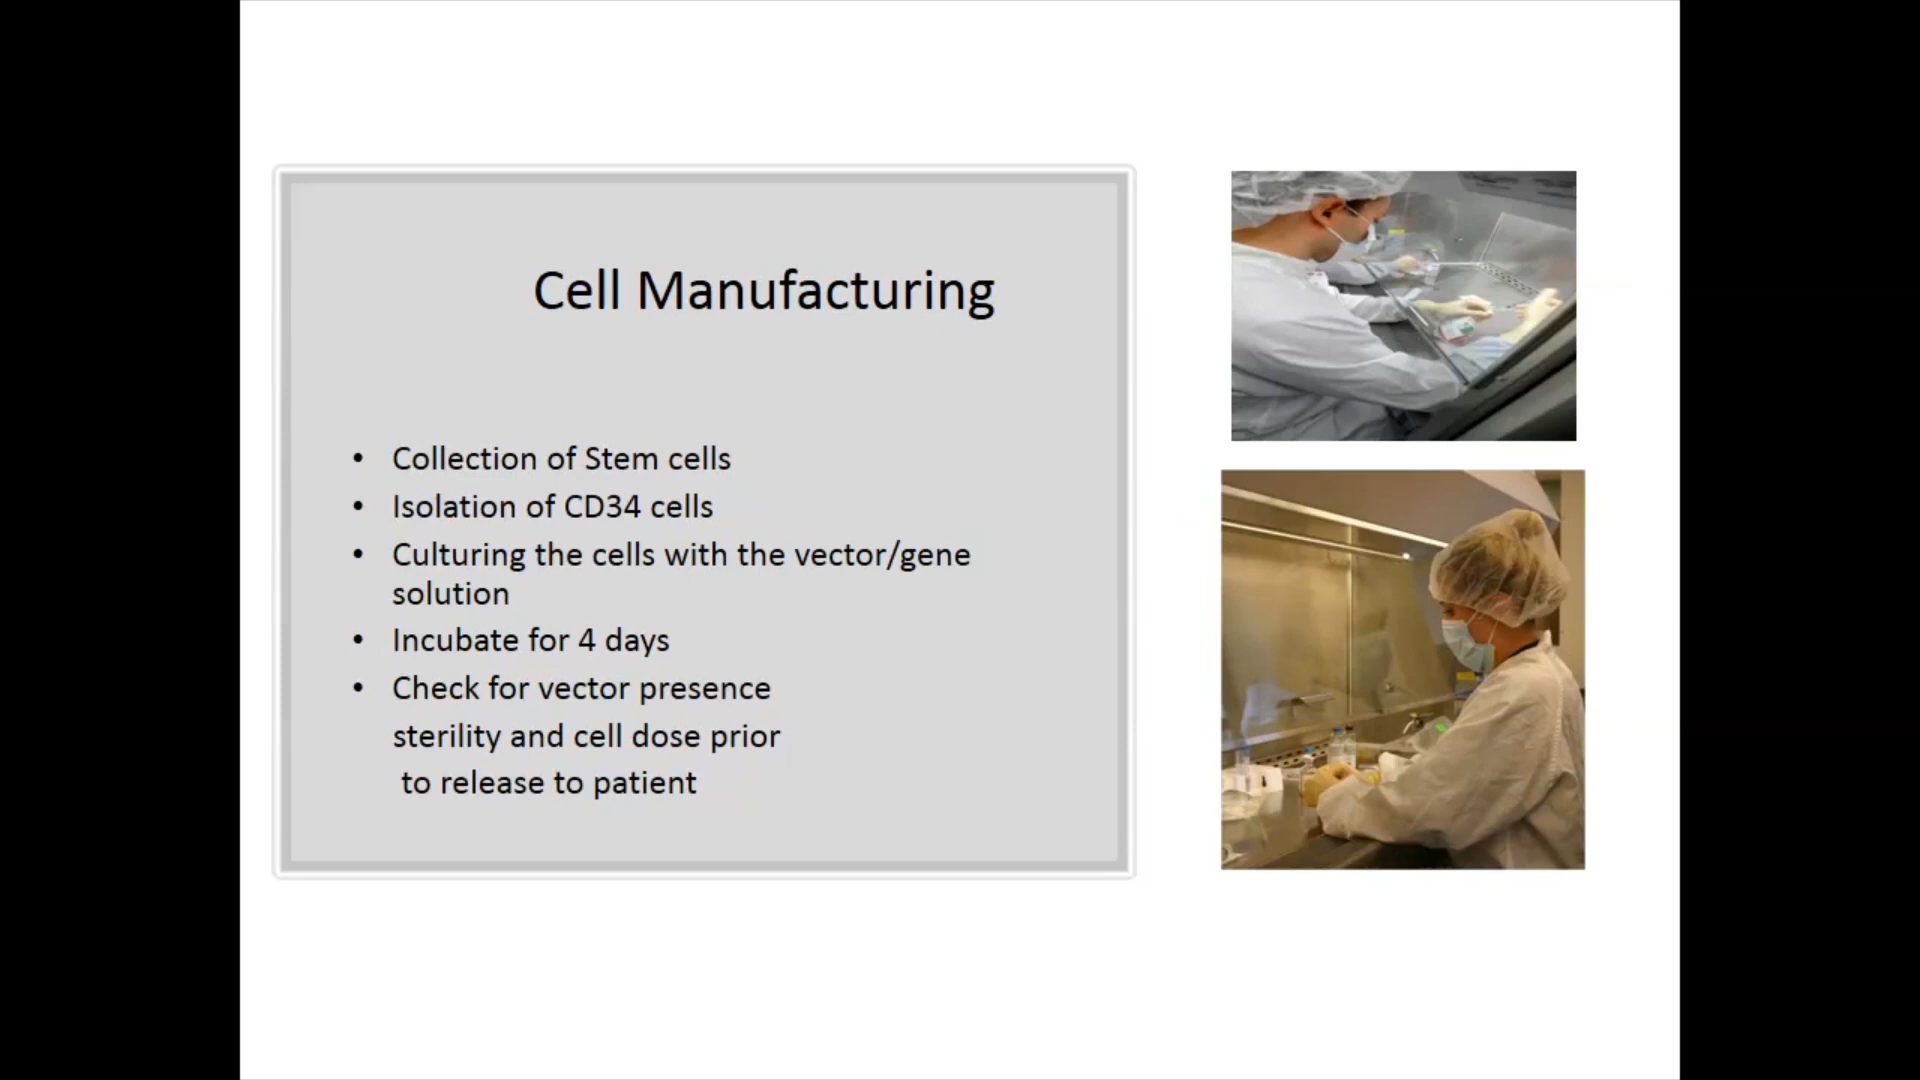 Cell Manufacturing
• Collection of Stem cells
• Isolation of CD34 cells
• Culturing the cells with the vector/gene
solution
• Incubate for 4 days
• Check for vector presence
sterility and cell dose prior
to release to patient